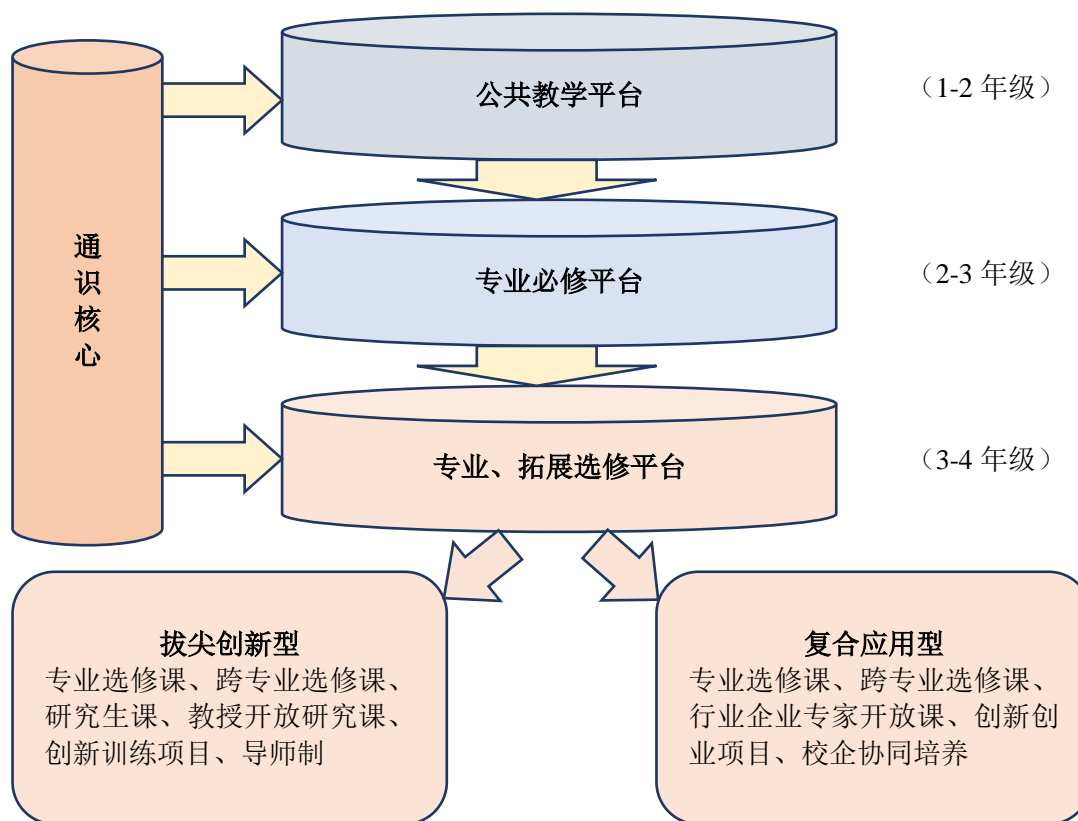 公共教学平台
（1-2 年级）
通
识
核
心
专业必修平台
（2-3 年级）
专业、拓展选修平台
（3-4 年级）
拔尖创新型
专业选修课、跨专业选修课、
研究生课、教授开放研究课、
创新训练项目、导师制
复合应用型
专业选修课、跨专业选修课、
行业企业专家开放课、创新创
业项目、校企协同培养